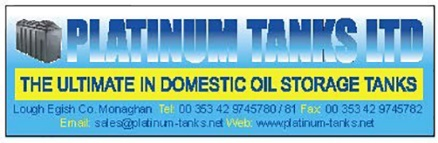 PLATINUM TANKS LTD
THE ULTIMATE IN DOMESTIC OIL STORAGE TANKS
Lough Egish Co. Monaghan Tel: 00 353 42 9745780 / 81 Fax: 00 353 42 9745782
Email: sales@platinum-tanks.net Web: www.platinum-tanks.net